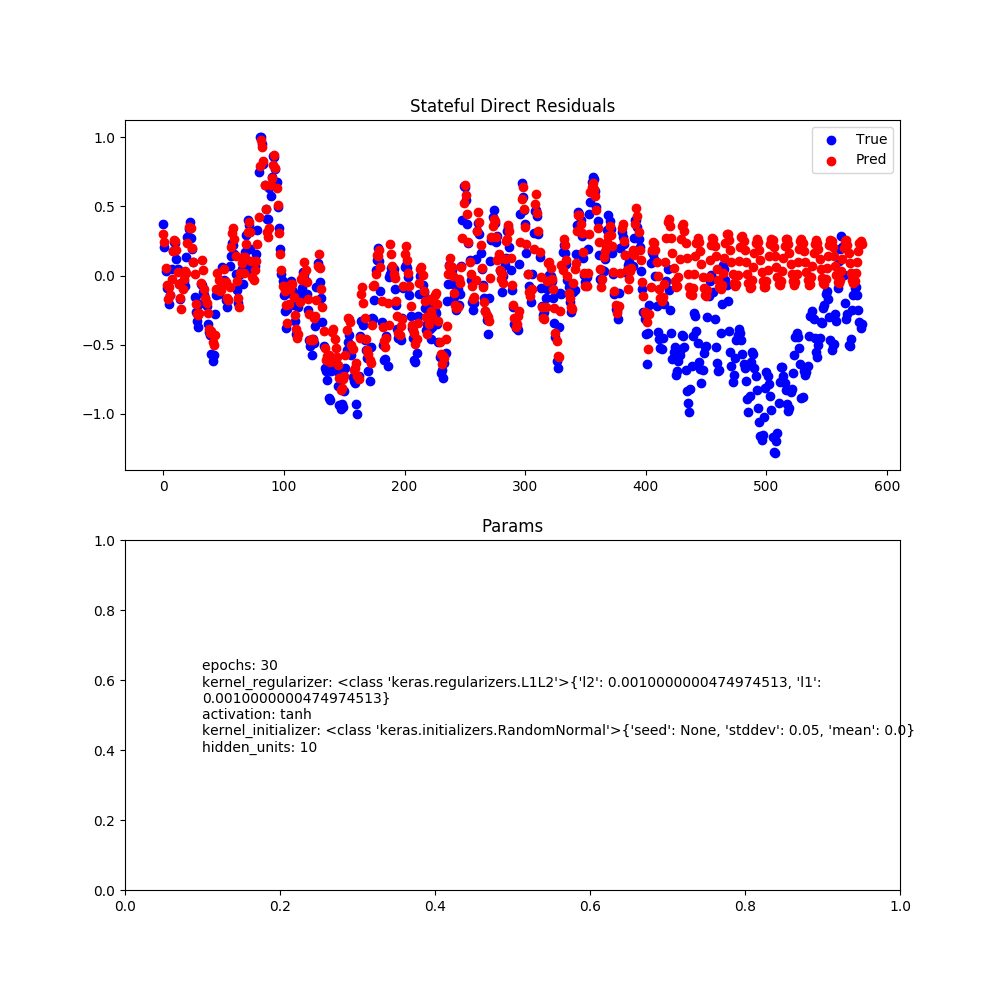 Stateful Direct Residuals
True
Pred
1.0
0.5
0.0
−0.5
−1.0
0 100 200 300 400 500 600
Params
1.0
0.8
0.6
0.4
0.2
0.0
epochs: 30
kernel_regularizer: <class 'keras.regularizers.L1L2'>{'l2': 0.0010000000474974513, 'l1':
0.0010000000474974513}
activation: tanh
kernel_initializer: <class 'keras.initializers.RandomNormal'>{'seed': None, 'stddev': 0.05, 'mean': 0.0}
hidden_units: 10
0.0 0.2 0.4 0.6 0.8 1.0